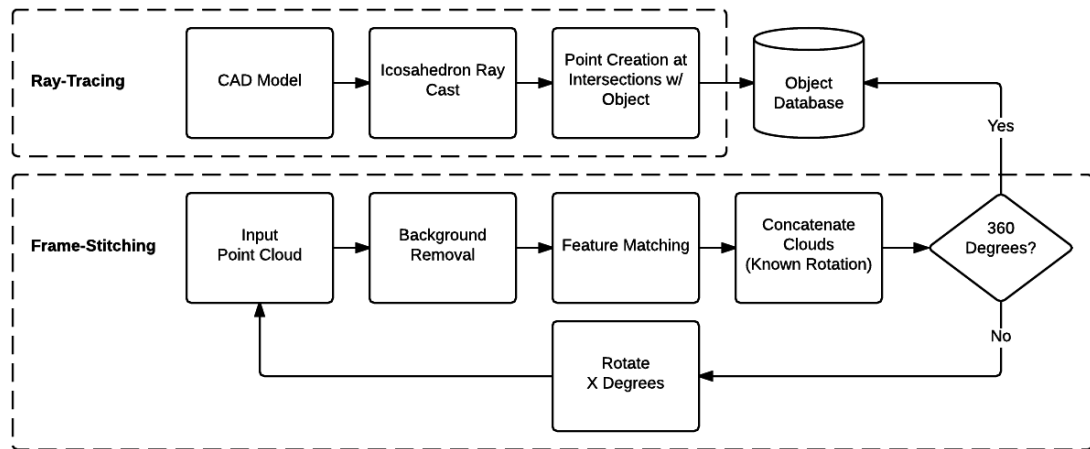 Ray-Tracing
CAD Model
Icosahedron Ray
Cast
Point Creation at
Intersections w/
Object
Object
Database
Yes
Frame-Stitching
Input
Point Cloud
Background
Removal
Feature Matching
Concatenate
Clouds
(Known Rotation)
360
Degrees?
No
Rotate
X Degrees